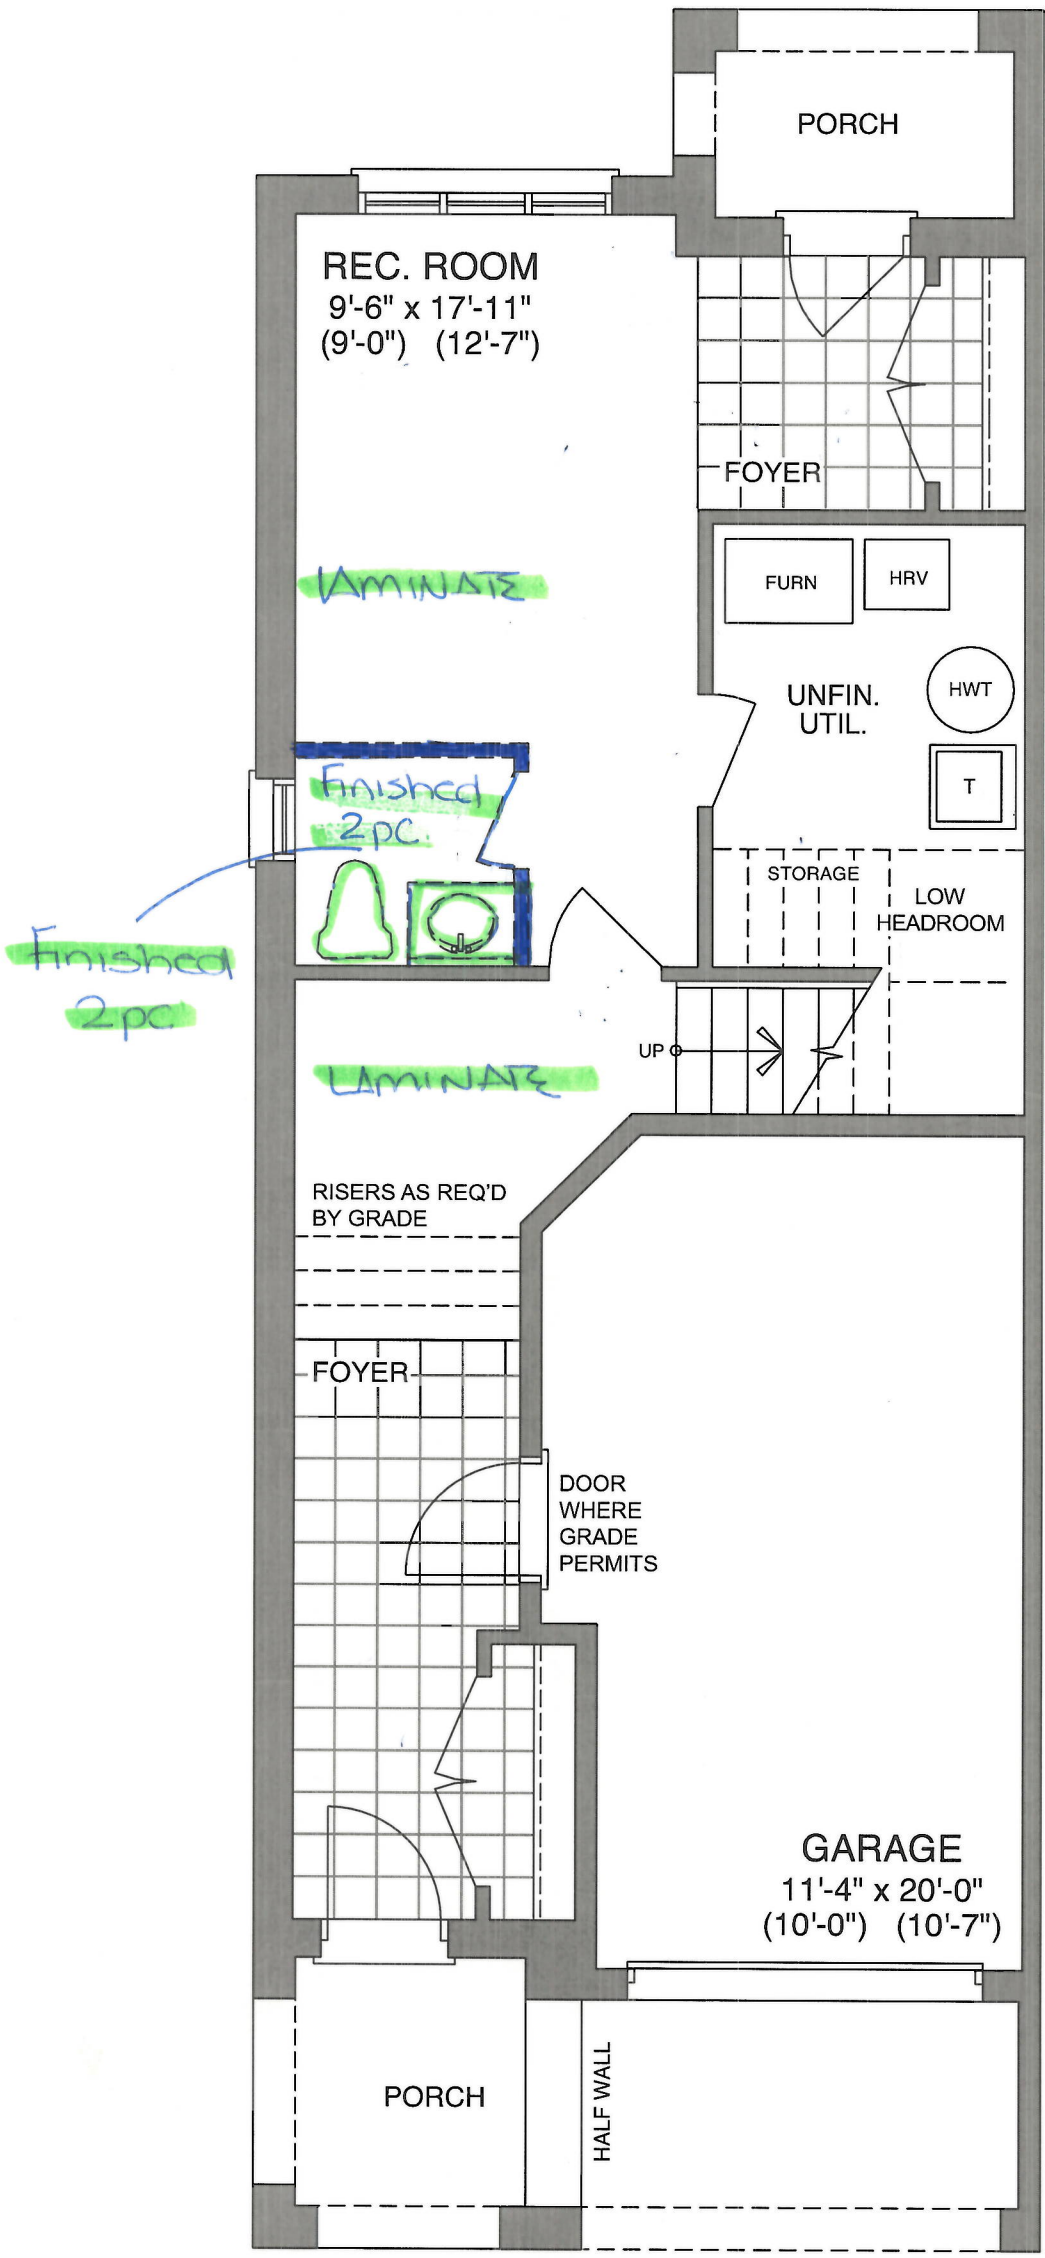 PORCH
REC. ROOM
9'-6" x 17'-11"
(9'-0") (12'-7")
FOYER
LAMINATE
FURN
HRV
UNFIN.
UTIL.
HWT
T
Finished
2pc.
STORAGE
LOW
HEADROOM
Finished
2pc
UP
LAMINATE
RISERS AS REQ'D
BY GRADE
FOYER
DOOR
WHERE
GRADE
PERMITS
GARAGE
11'-4" x 20'-0"
(10'-0") (10'-7")
PORCH
HALF WALL